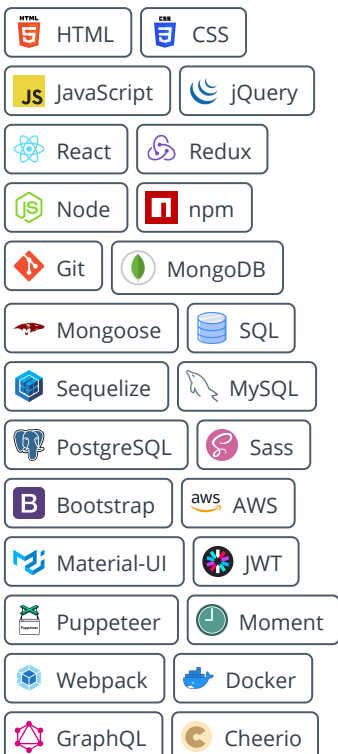 HTML CSS
JavaScript jQuery
React Redux
Node npm
Git MongoDB
Mongoose SQL
Sequelize MySQL
PostgreSQL Sass
Bootstrap AWS
Material-UI JWT
Puppeteer Moment
Webpack Docker
GraphQL Cheerio